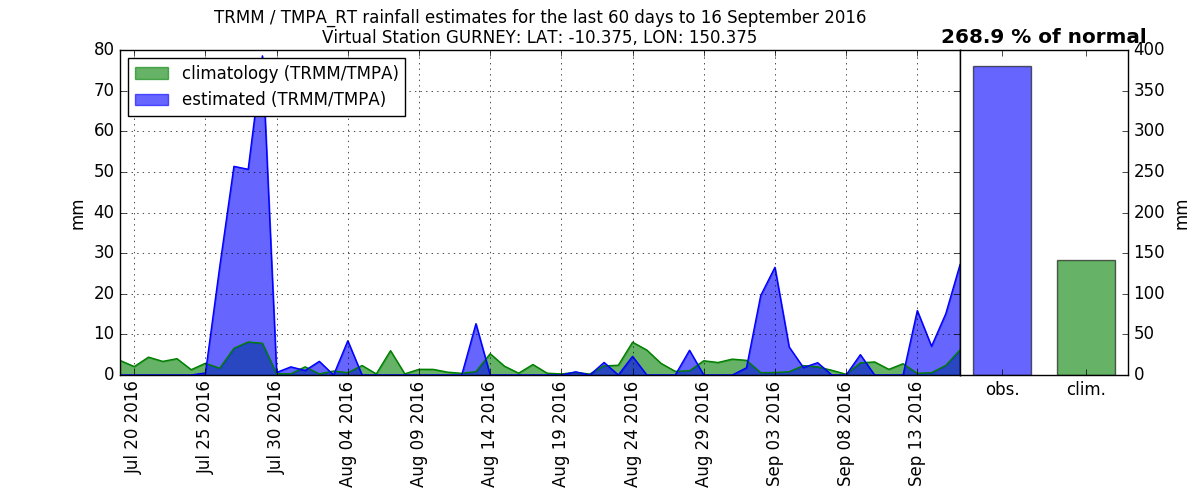 TRMM / TMPA_RT rainfall estimates for the last 60 days to 16 September 2016
Virtual Station GURNEY: LAT: -10.375, LON: 150.375
268.9 % of normal
climatology (TRMM/TMPA)
estimated (TRMM/TMPA)
80
70
60
50
40
30
20
10
0
mm
Jul 20 2016
Jul 25 2016
Jul 30 2016
Aug 04 2016
Aug 09 2016
Aug 14 2016
Aug 19 2016
Aug 24 2016
Aug 29 2016
Sep 03 2016
Sep 08 2016
Sep 13 2016
400
350
300
250
200
150
100
50
0
mm
obs.
clim.